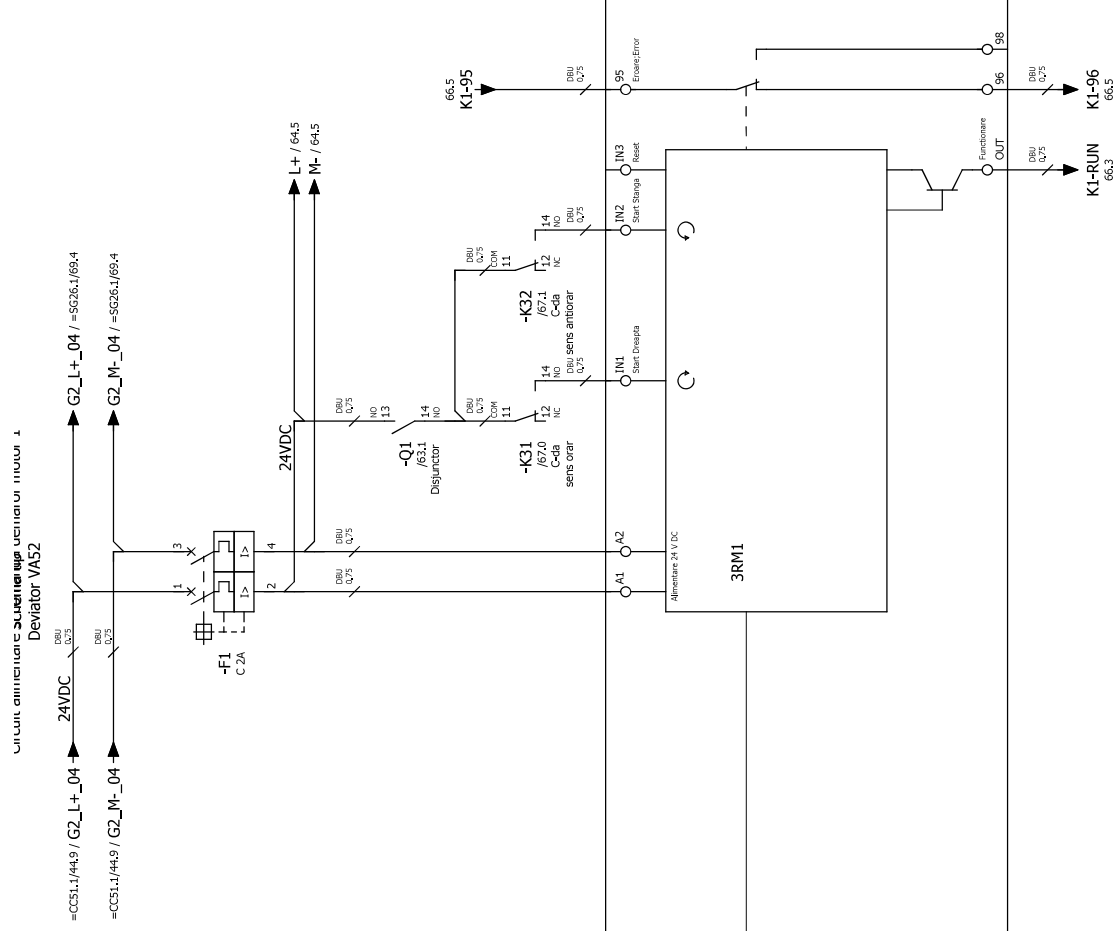 Circuit alimentare
demaror motor 1
Deviator VA52
=CC51.1/44.9 / G2_L+_04
24VDC
DBU
0,75
G2_L+_04 / =SG26.1/69.4
=CC51.1/44.9 / G2_M-_04
DBU
0,75
G2_M-_04 / =SG26.1/69.4
-F1
C 2A
1
3
I>
I>
2
4
24VDC
L+ / 64.5
M- / 64.5
DBU
0,75
DBU
0,75
DBU
0,75
NO
13
-Q1
/63.1
Disjunctor
14
NO
DBU
0,75
COM
11
DBU
0,75
COM
11
-K31
/67.0
C-da
sens orar
12
NC
14
NO
DBU
0,75
-K32
/67.1
C-da
sens antiorar
12
NC
14
NO
DBU
0,75
66.5
K1-95
DBU
0,75
A1
A2
IN1
Start Dreapta
IN2
Start Stanga
IN3
Reset
95
Eroare;Error
Alimentare 24 V DC
3RM1
98
96
Functionare
OUT
DBU
0,75
DBU
0,75
K1-96
66.5
K1-RUN
66.3